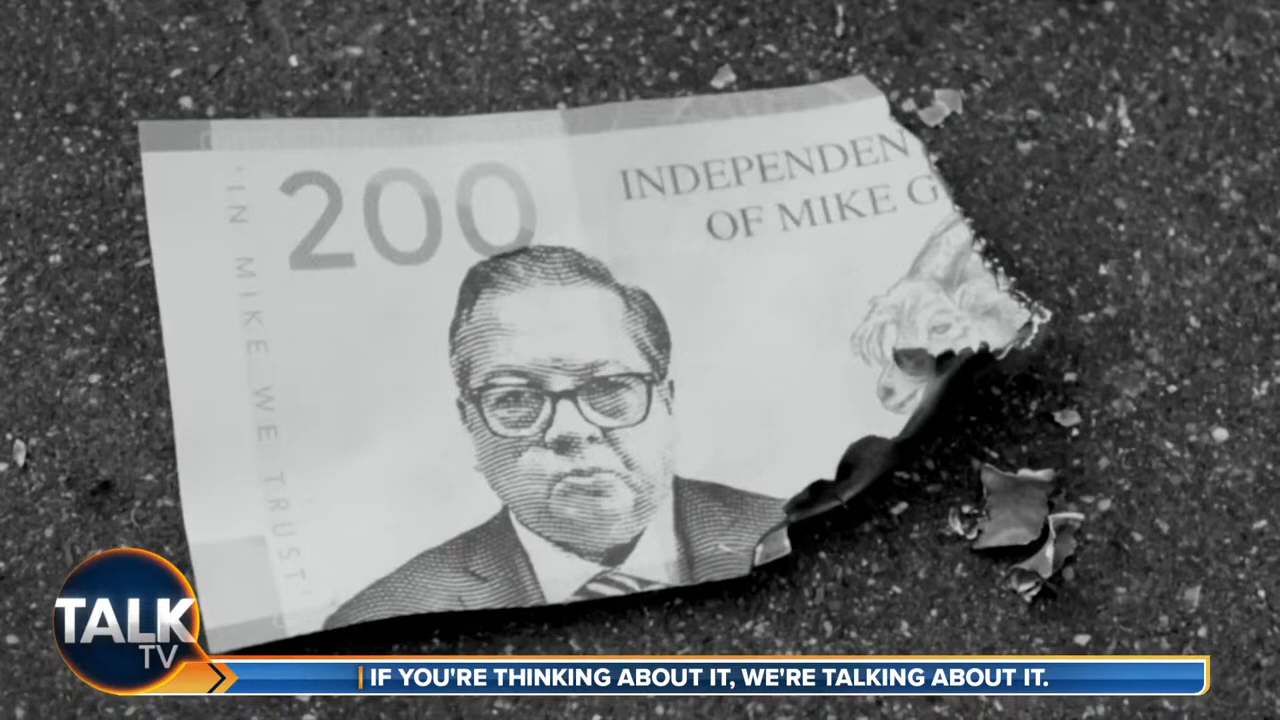 200
INDEPENDEN
OF MIKE G
'IN MIKE WE TRUST'
TALK
TV
IF YOU'RE THINKING ABOUT IT, WE'RE TALKING ABOUT IT.